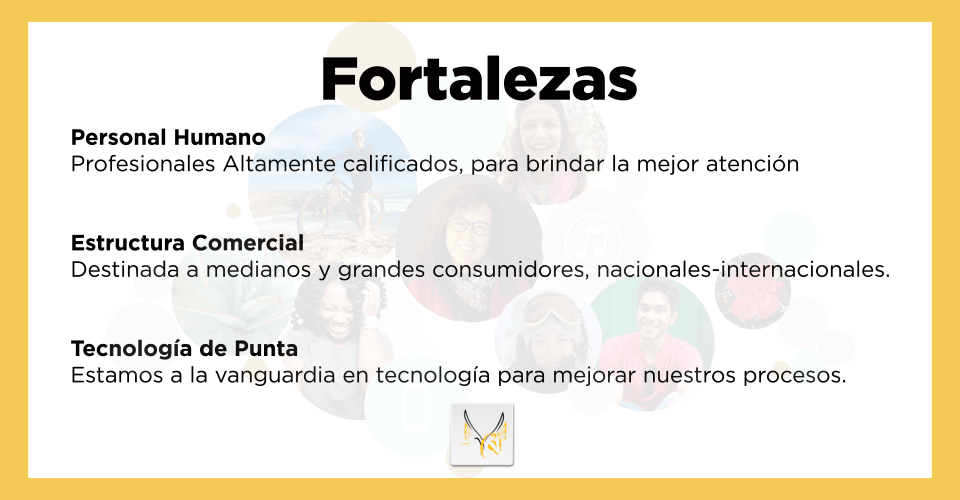 Fortalezas
Personal Humano
Profesionales Altamente calificados, para brindar la mejor atención
Estructura Comercial
Destinada a medianos y grandes consumidores, nacionales-internacionales.
Tecnología de Punta
Estamos a la vanguardia en tecnología para mejorar nuestros procesos.